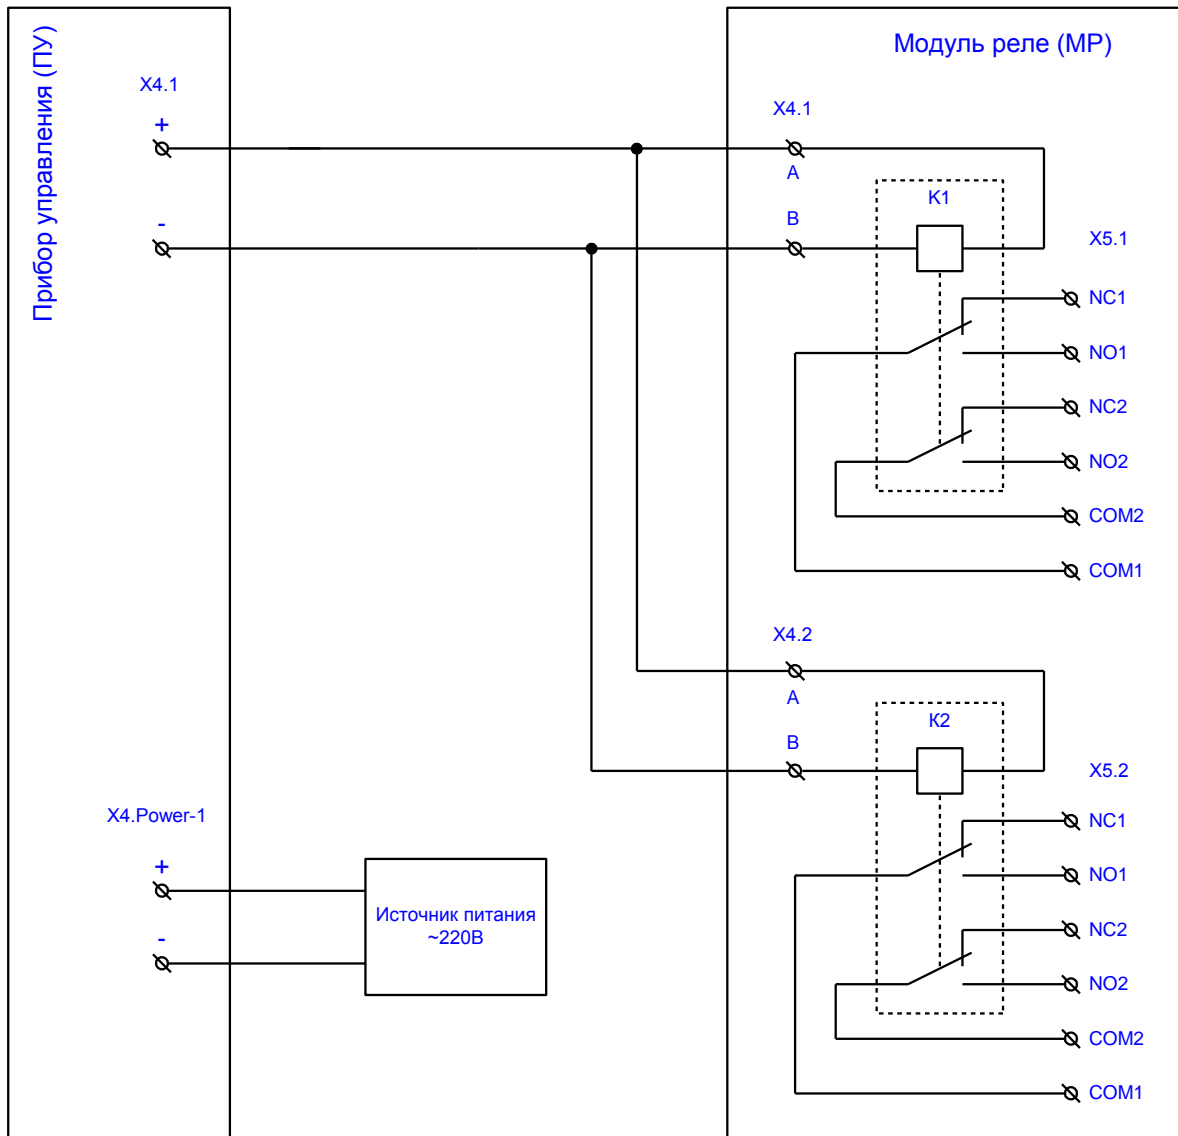 Прибор управления (ПУ)
X4.1
+
-
X4.Power-1
+
-
Источник питания
~220В
Модуль реле (МР)
X4.1
A
B
K1
X5.1
NC1
NO1
NC2
NO2
COM2
COM1
X4.2
A
B
K2
X5.2
NC1
NO1
NC2
NO2
COM2
COM1